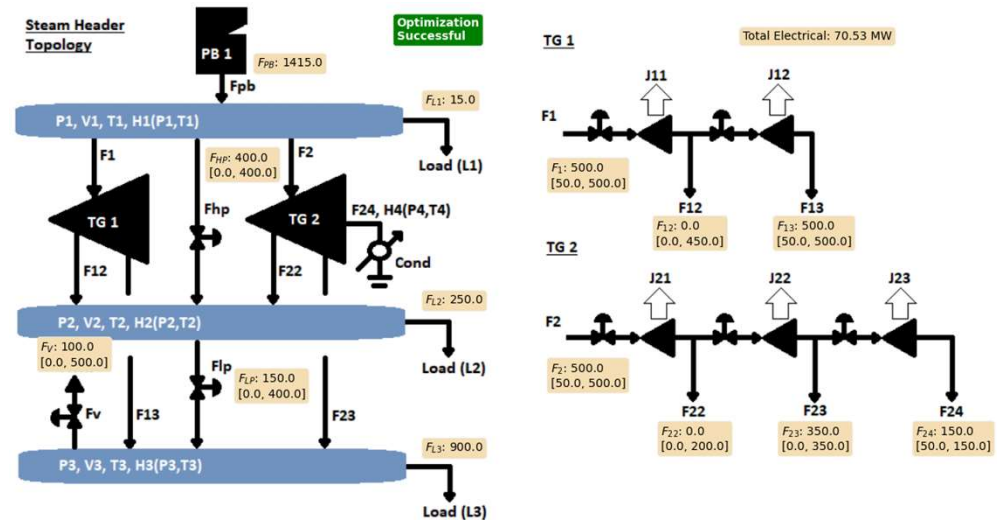 Steam Header
Topology
Optimization
Successful
PB 1
F_PB: 1415.0
Fpb
F_L1: 15.0
P1, V1, T1, H1(P1,T1)
F1
F_HP: 400.0
[0.0, 400.0]
F2
Load (L1)
TG 1
Fhp
TG 2
F24, H4(P4,T4)
Cond
F12
F22
F_L2: 250.0
P2, V2, T2, H2(P2,T2)
F_V: 100.0
[0.0, 500.0]
Flp
F_LP: 150.0
[0.0, 400.0]
Load (L2)
Fv
F13
F23
F_L3: 900.0
P3, V3, T3, H3(P3,T3)
Load (L3)
TG 1
Total Electrical: 70.53 MW
J11
J12
F1
F_1: 500.0
[50.0, 500.0]
F12
F13
F_12: 0.0
[0.0, 450.0]
F_13: 500.0
[50.0, 500.0]
TG 2
J21
J22
J23
F2
F_2: 500.0
[50.0, 500.0]
F22
F23
F24
F_22: 0.0
[0.0, 200.0]
F_23: 350.0
[0.0, 350.0]
F_24: 150.0
[50.0, 150.0]